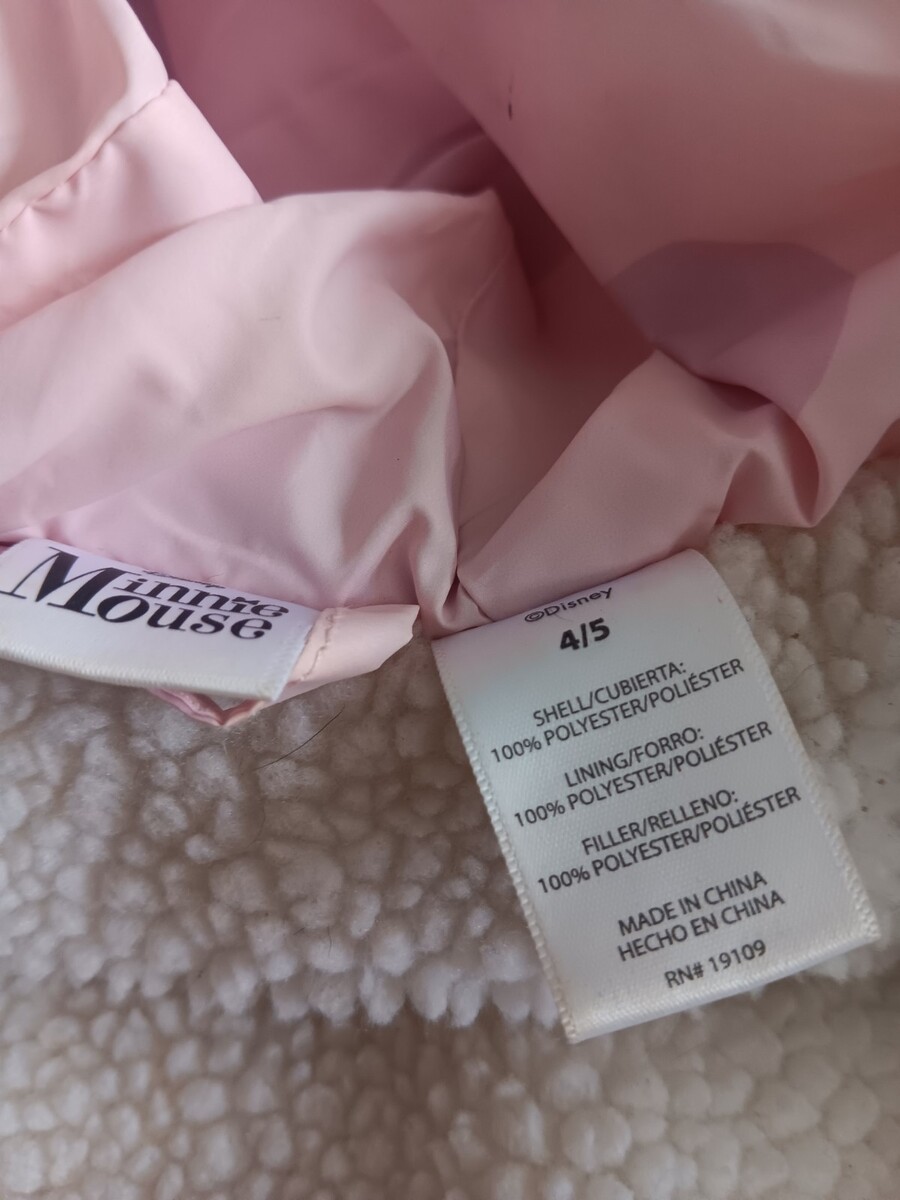 Minnie
Mouse
©Disney
4/5
SHELL/CUBIERTA:
100% POLYESTER/POLIÉSTER
LINING/FORRO:
100% POLYESTER/POLIÉSTER
FILLER/RELLENO:
100% POLYESTER/POLIÉSTER
MADE IN CHINA
HECHO EN CHINA
RN# 19109